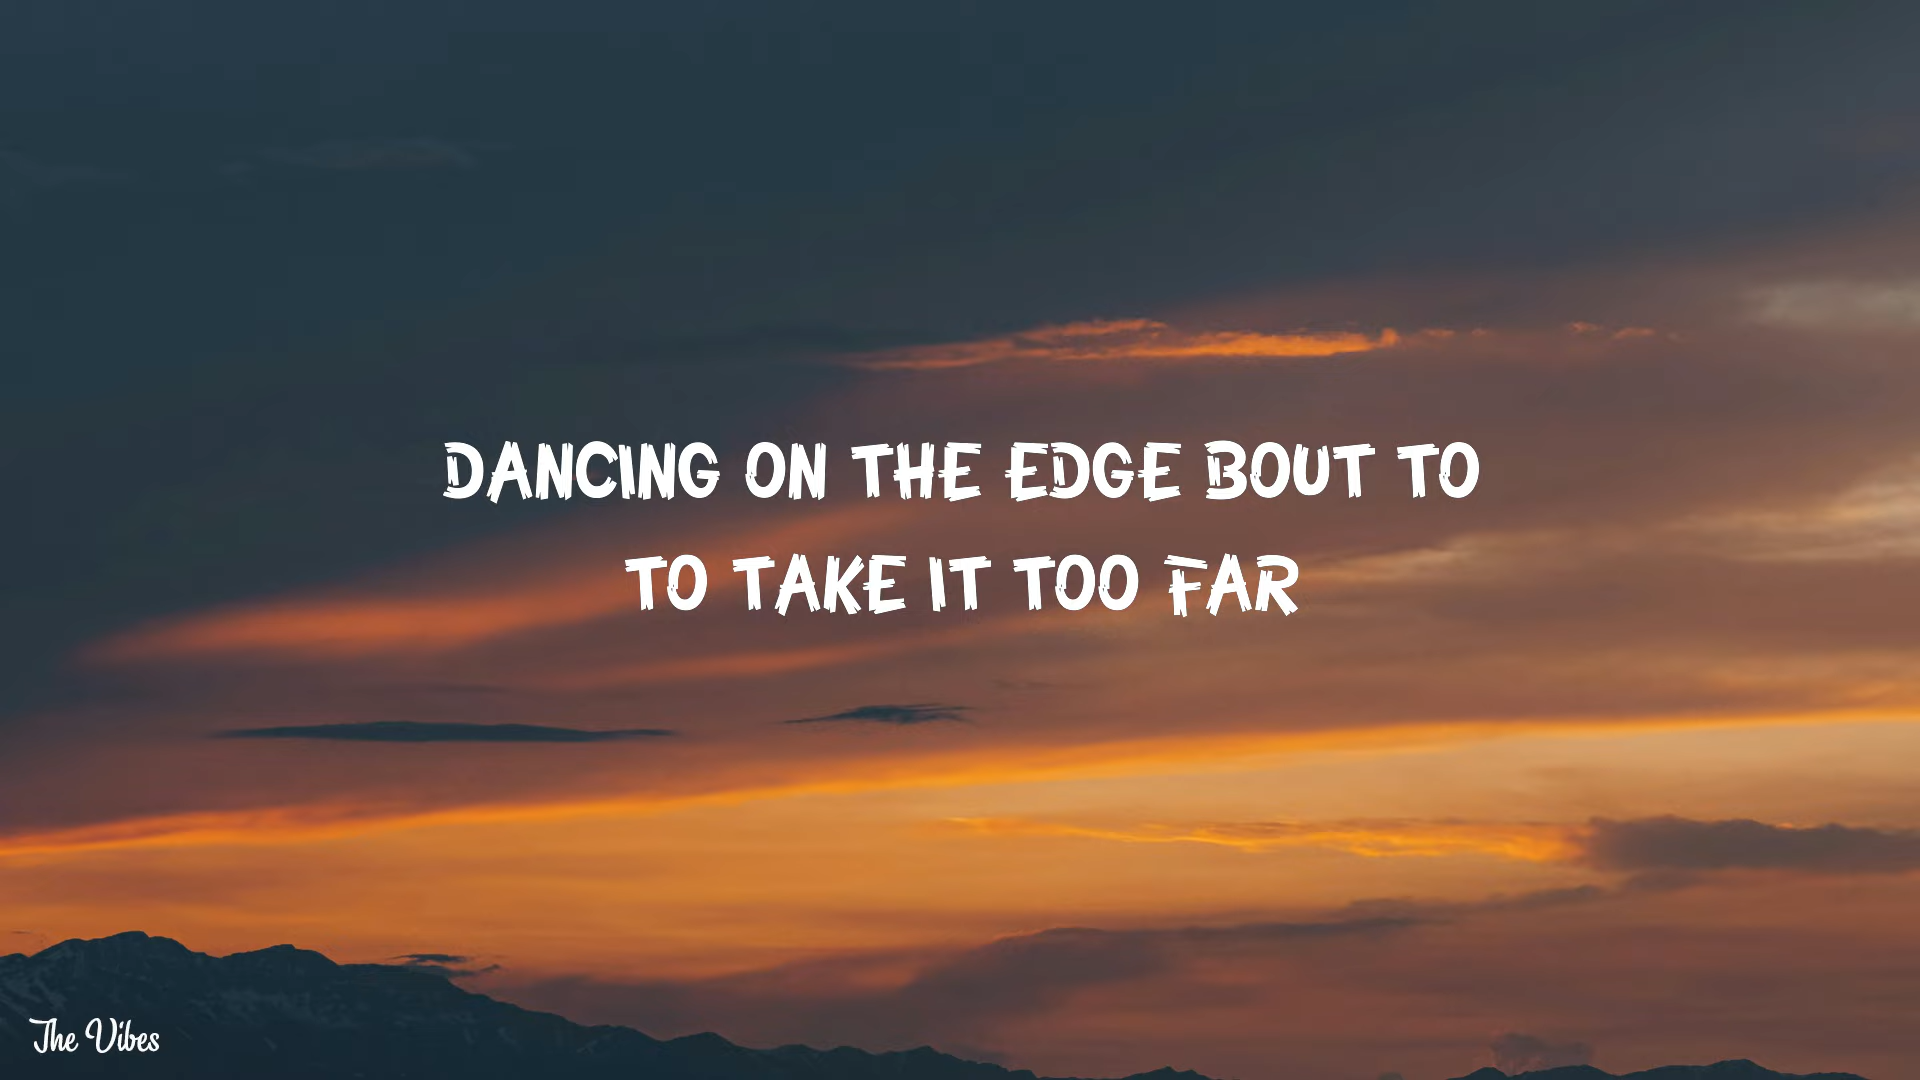 DANCING ON THE EDGE BOUT TO
TO TAKE IT TOO FAR
The Vibes